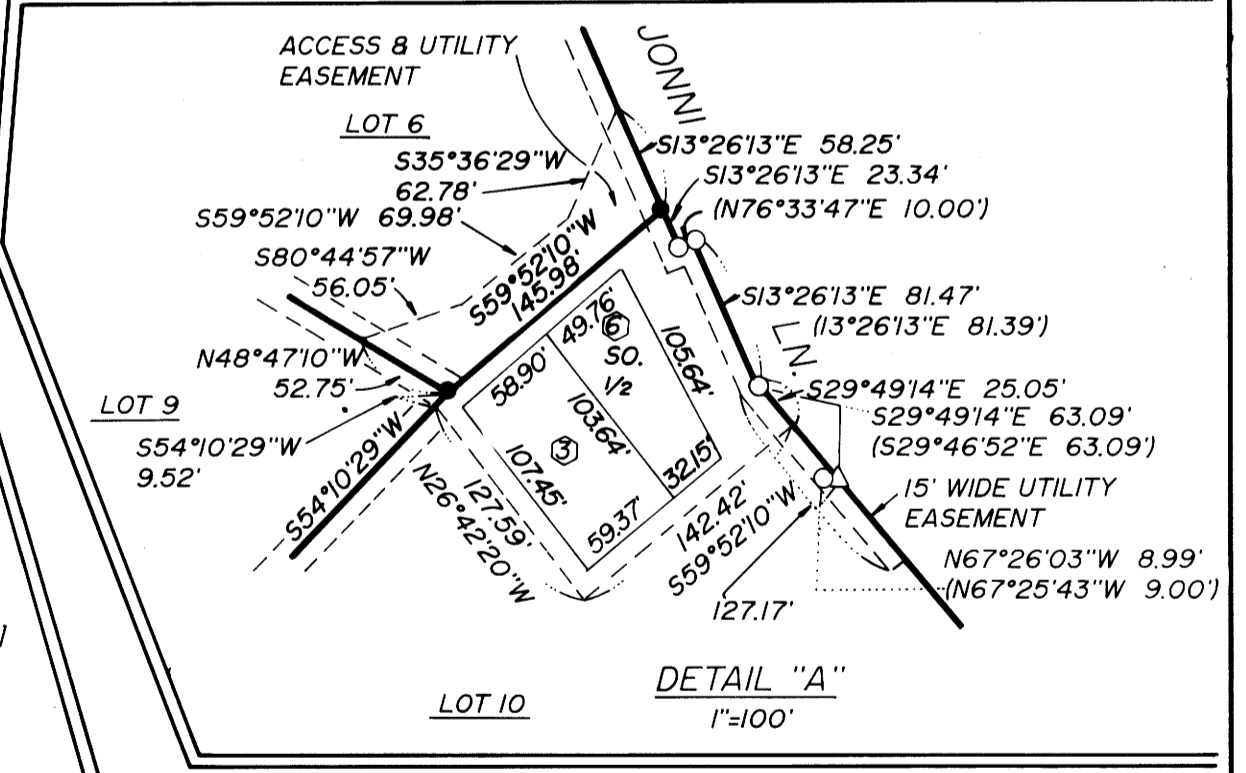 ACCESS & UTILITY
EASEMENT
JONNI
LOT 6
S13°26'13"E 58.25'
S35°36'29"W
62.78'
S13°26'13"E 23.34'
(N76°33'47"E 10.00')
S59°52'10"W 69.98'
S80°44'57"W
56.05'
S59°52'10"W
145.98'
S13°26'13"E 81.47'
(13°26'13"E 81.39')
LN.
49.76'
6
SO.
1/2
105.64'
58.90'
103.64'
N48°47'10"W
52.75'
LOT 9
S54°10'29"W
9.52'
S29°49'14"E 25.05'
S29°49'14"E 63.09'
(S29°46'52"E 63.09')
3
107.45'
32.15'
59.37'
S54°10'29"W
127.59'
N26°42'20"W
142.42'
S59°52'10"W
15' WIDE UTILITY
EASEMENT
N67°26'03"W 8.99'
(N67°25'43"W 9.00')
127.17'
DETAIL "A"
1"=100'
LOT 10